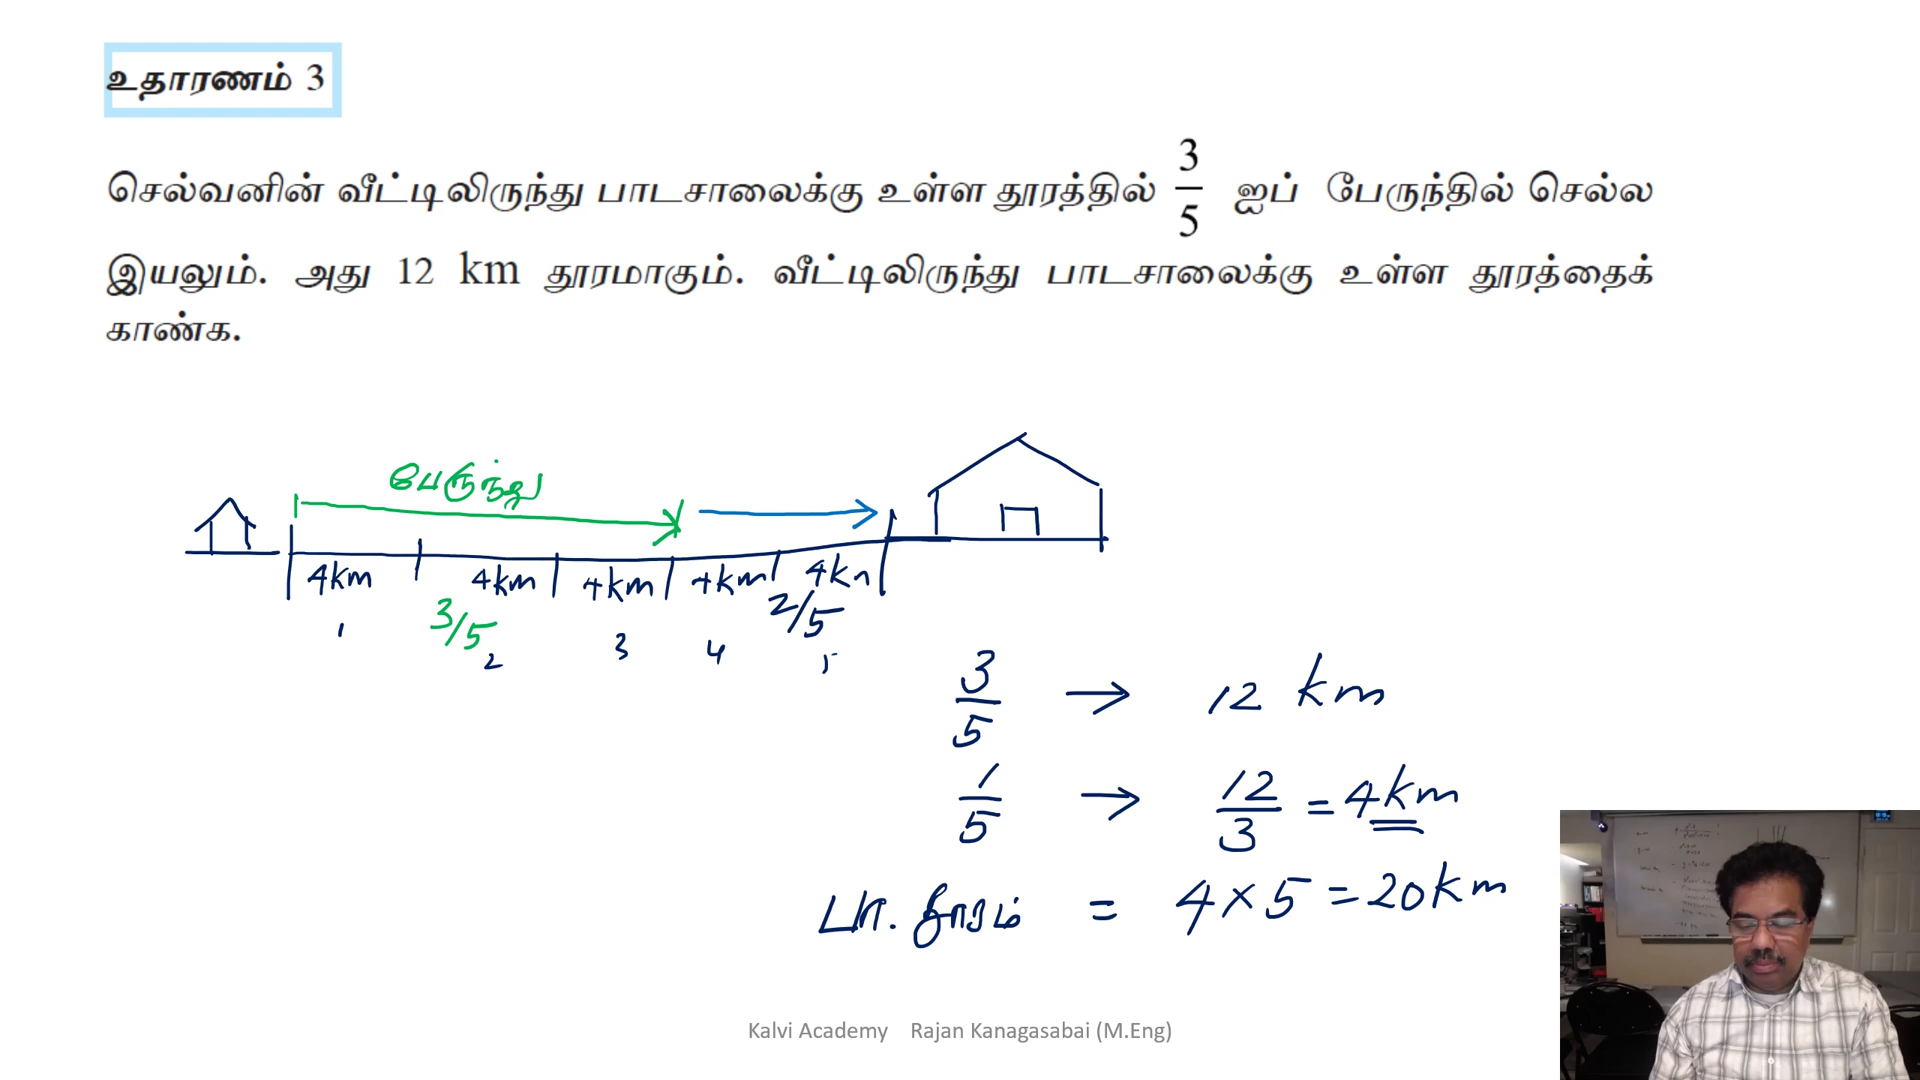 உதாரணம் 3
செல்வனின் வீட்டிலிருந்து பாடசாலைக்கு உள்ள தூரத்தில் 3/5 ஐப் பேருந்தில் செல்ல
இயலும். அது 12 km தூரமாகும். வீட்டிலிருந்து பாடசாலைக்கு உள்ள தூரத்தைக்
காண்க.
பேருந்து
4km 4km 4km 4km 4km
3/5 2/5
1 2 3 4 5
3/5 → 12 km
1/5 → 12/3 = 4km
பா. தூரம் = 4 × 5 = 20km
Kalvi Academy Rajan Kanagasabai (M.Eng)